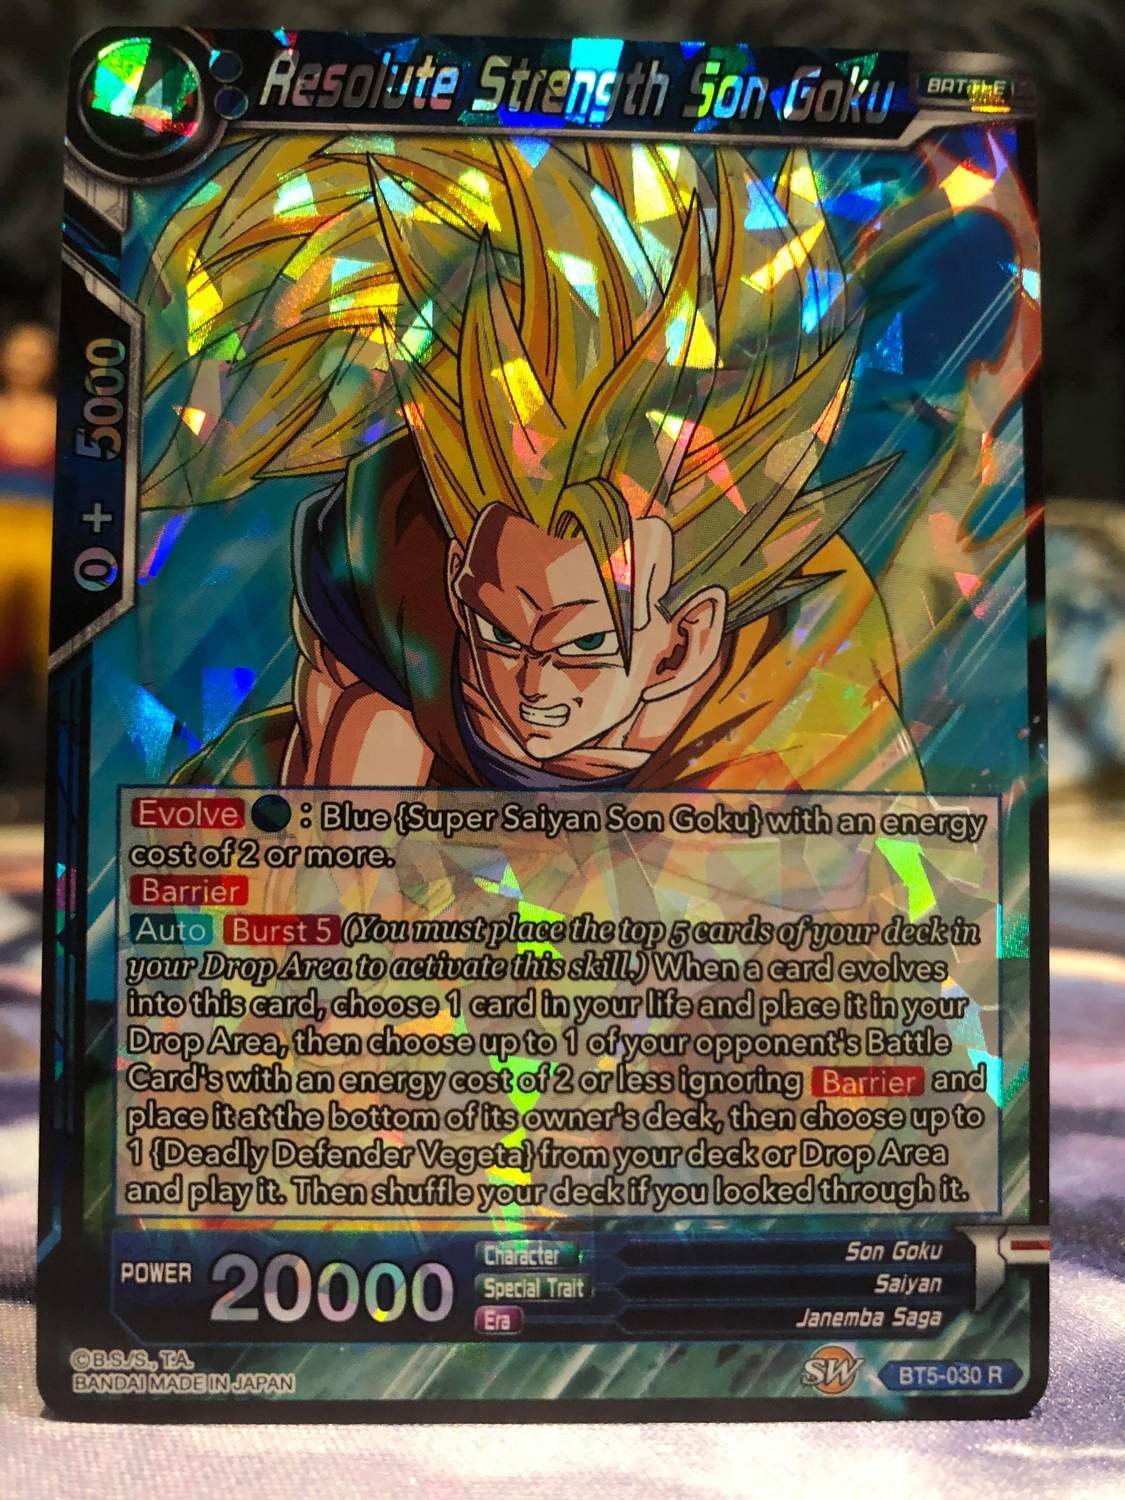 4 Resolute Strength Son Goku BATTLE
0 + 5000
Evolve : Blue {Super Saiyan Son Goku} with an energy
cost of 2 or more.
Barrier
Auto Burst 5 (You must place the top 5 cards of your deck in
your Drop Area to activate this skill.) When a card evolves
into this card, choose 1 card in your life and place it in your
Drop Area, then choose up to 1 of your opponent's Battle
Card's with an energy cost of 2 or less ignoring Barrier and
place it at the bottom of its owner's deck, then choose up to
1 {Deadly Defender Vegeta} from your deck or Drop Area
and play it. Then shuffle your deck if you looked through it.
POWER 20000
Character Son Goku
Special Trait Saiyan
Era Janemba Saga
©B.S./S., T.A.
BANDAI MADE IN JAPAN
SW BT5-030 R